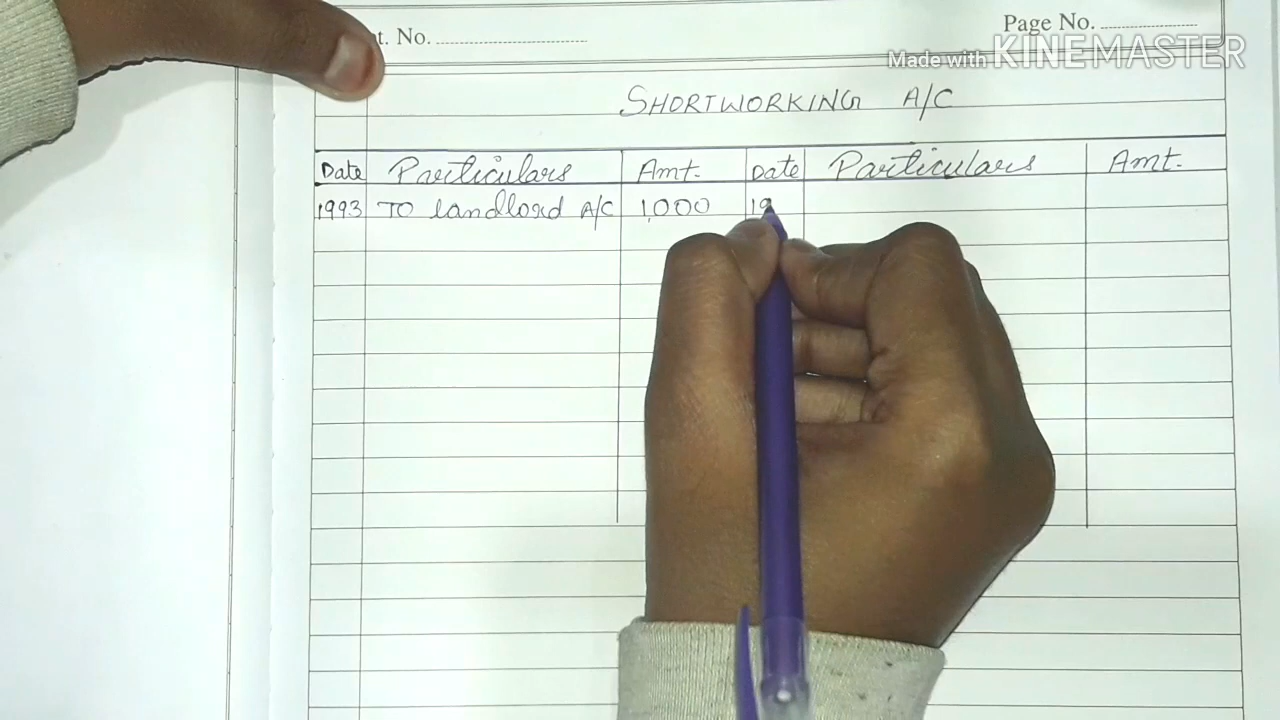 t. No.
Page No.
Made with KINEMASTER
SHORTWORKING A/C
Date Particulars Amt. Date Particulars Amt.
1993 TO landlord A/C 1,000 19